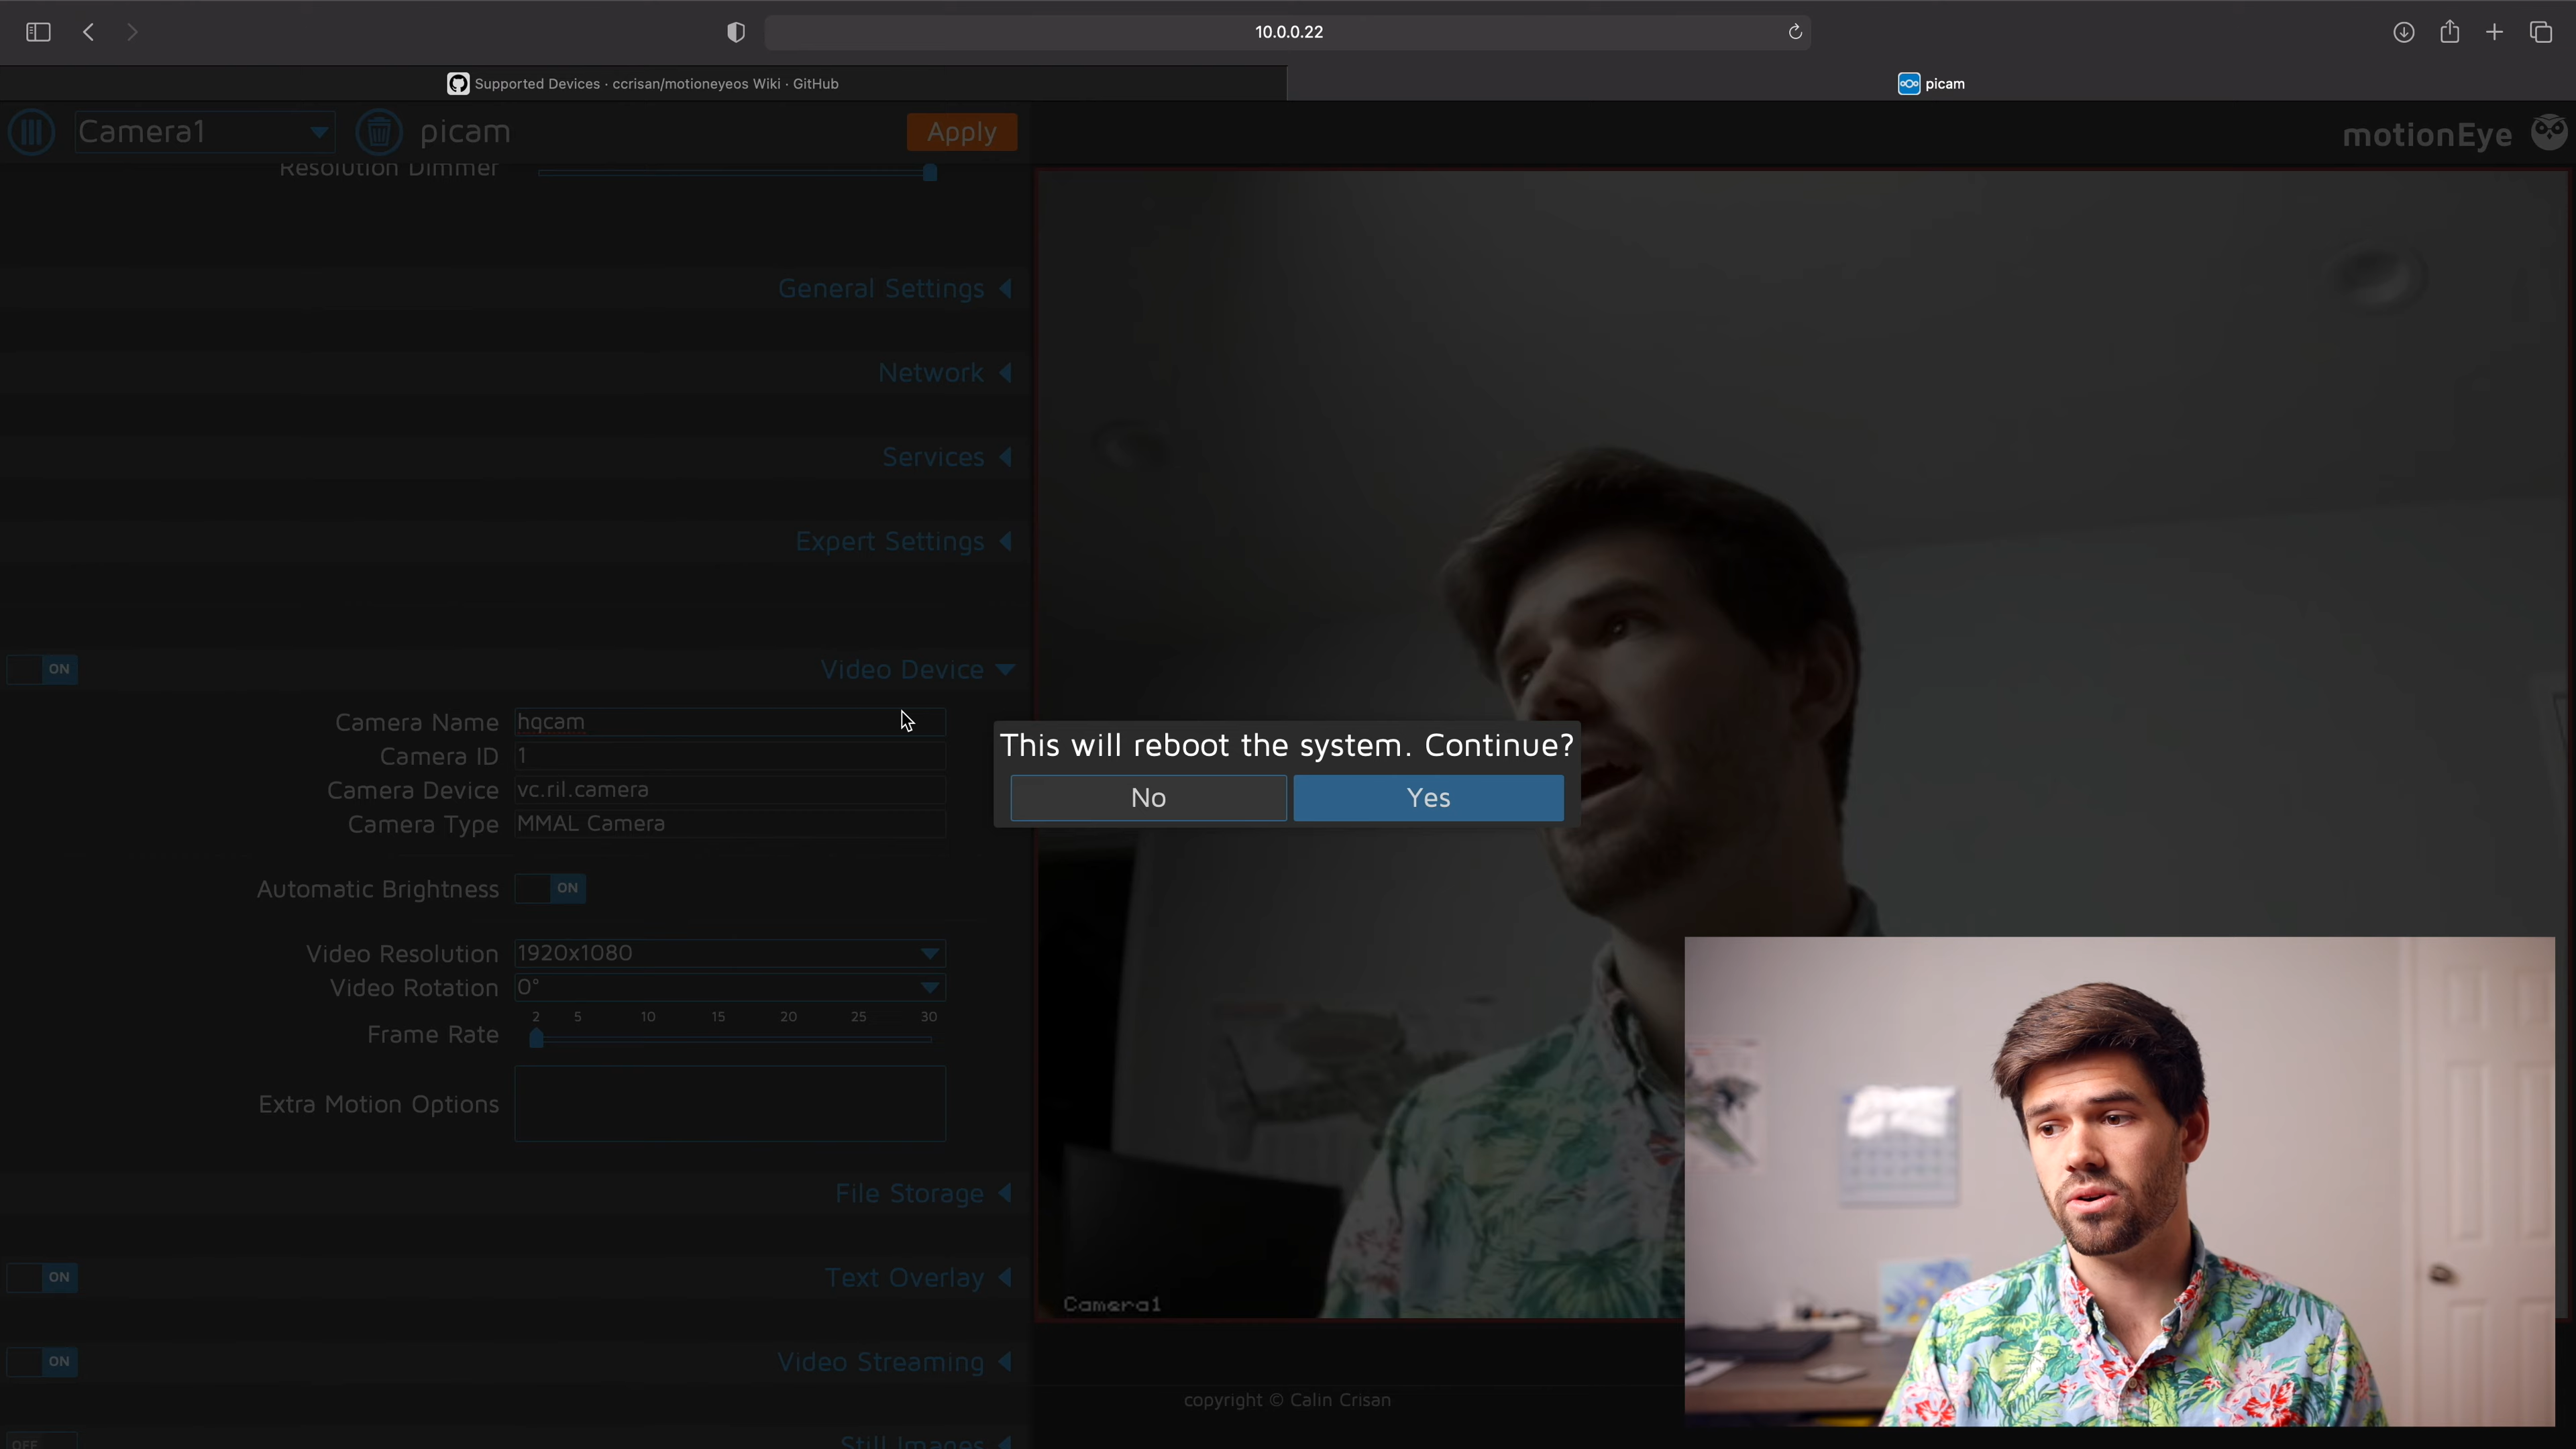 10.0.0.22
Supported Devices · ccrisan/motioneyeos Wiki · GitHub
picam
Camera1
picam
Apply
motionEye
Resolution Dimmer
General Settings
Network
Services
Expert Settings
ON
Video Device
Camera Name
hqcam
Camera ID
1
Camera Device
vc.ril.camera
Camera Type
MMAL Camera
This will reboot the system. Continue?
No
Yes
Automatic Brightness
ON
Video Resolution
1920x1080
Video Rotation
0°
2 5 10 15 20 25 30
Frame Rate
Extra Motion Options
File Storage
ON
Text Overlay
Camera1
ON
Video Streaming
copyright © Calin Crisan
OFF
Still Images